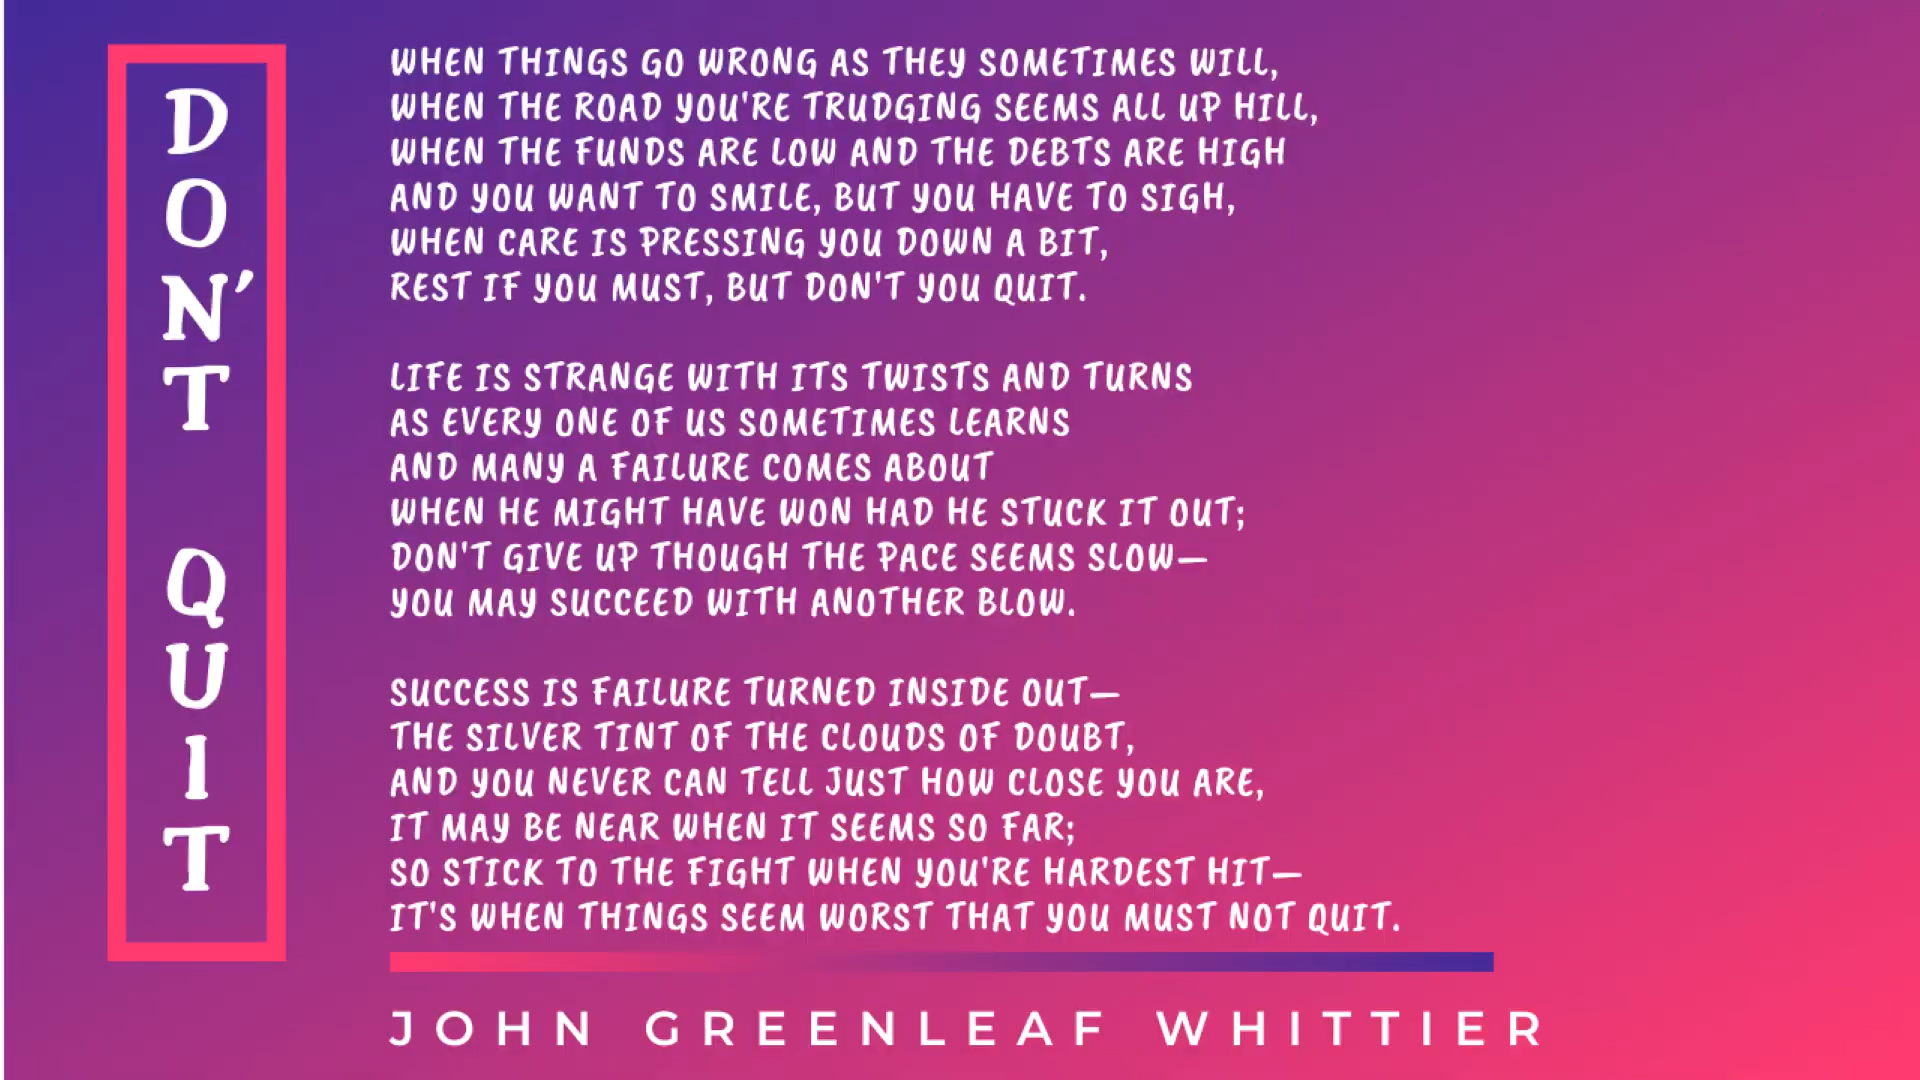 DON'T QUIT
WHEN THINGS GO WRONG AS THEY SOMETIMES WILL,
WHEN THE ROAD YOU'RE TRUDGING SEEMS ALL UP HILL,
WHEN THE FUNDS ARE LOW AND THE DEBTS ARE HIGH
AND YOU WANT TO SMILE, BUT YOU HAVE TO SIGH,
WHEN CARE IS PRESSING YOU DOWN A BIT,
REST IF YOU MUST, BUT DON'T YOU QUIT.
LIFE IS STRANGE WITH ITS TWISTS AND TURNS
AS EVERY ONE OF US SOMETIMES LEARNS
AND MANY A FAILURE COMES ABOUT
WHEN HE MIGHT HAVE WON HAD HE STUCK IT OUT;
DON'T GIVE UP THOUGH THE PACE SEEMS SLOW—
YOU MAY SUCCEED WITH ANOTHER BLOW.
SUCCESS IS FAILURE TURNED INSIDE OUT—
THE SILVER TINT OF THE CLOUDS OF DOUBT,
AND YOU NEVER CAN TELL JUST HOW CLOSE YOU ARE,
IT MAY BE NEAR WHEN IT SEEMS SO FAR;
SO STICK TO THE FIGHT WHEN YOU'RE HARDEST HIT—
IT'S WHEN THINGS SEEM WORST THAT YOU MUST NOT QUIT.
JOHN GREENLEAF WHITTIER